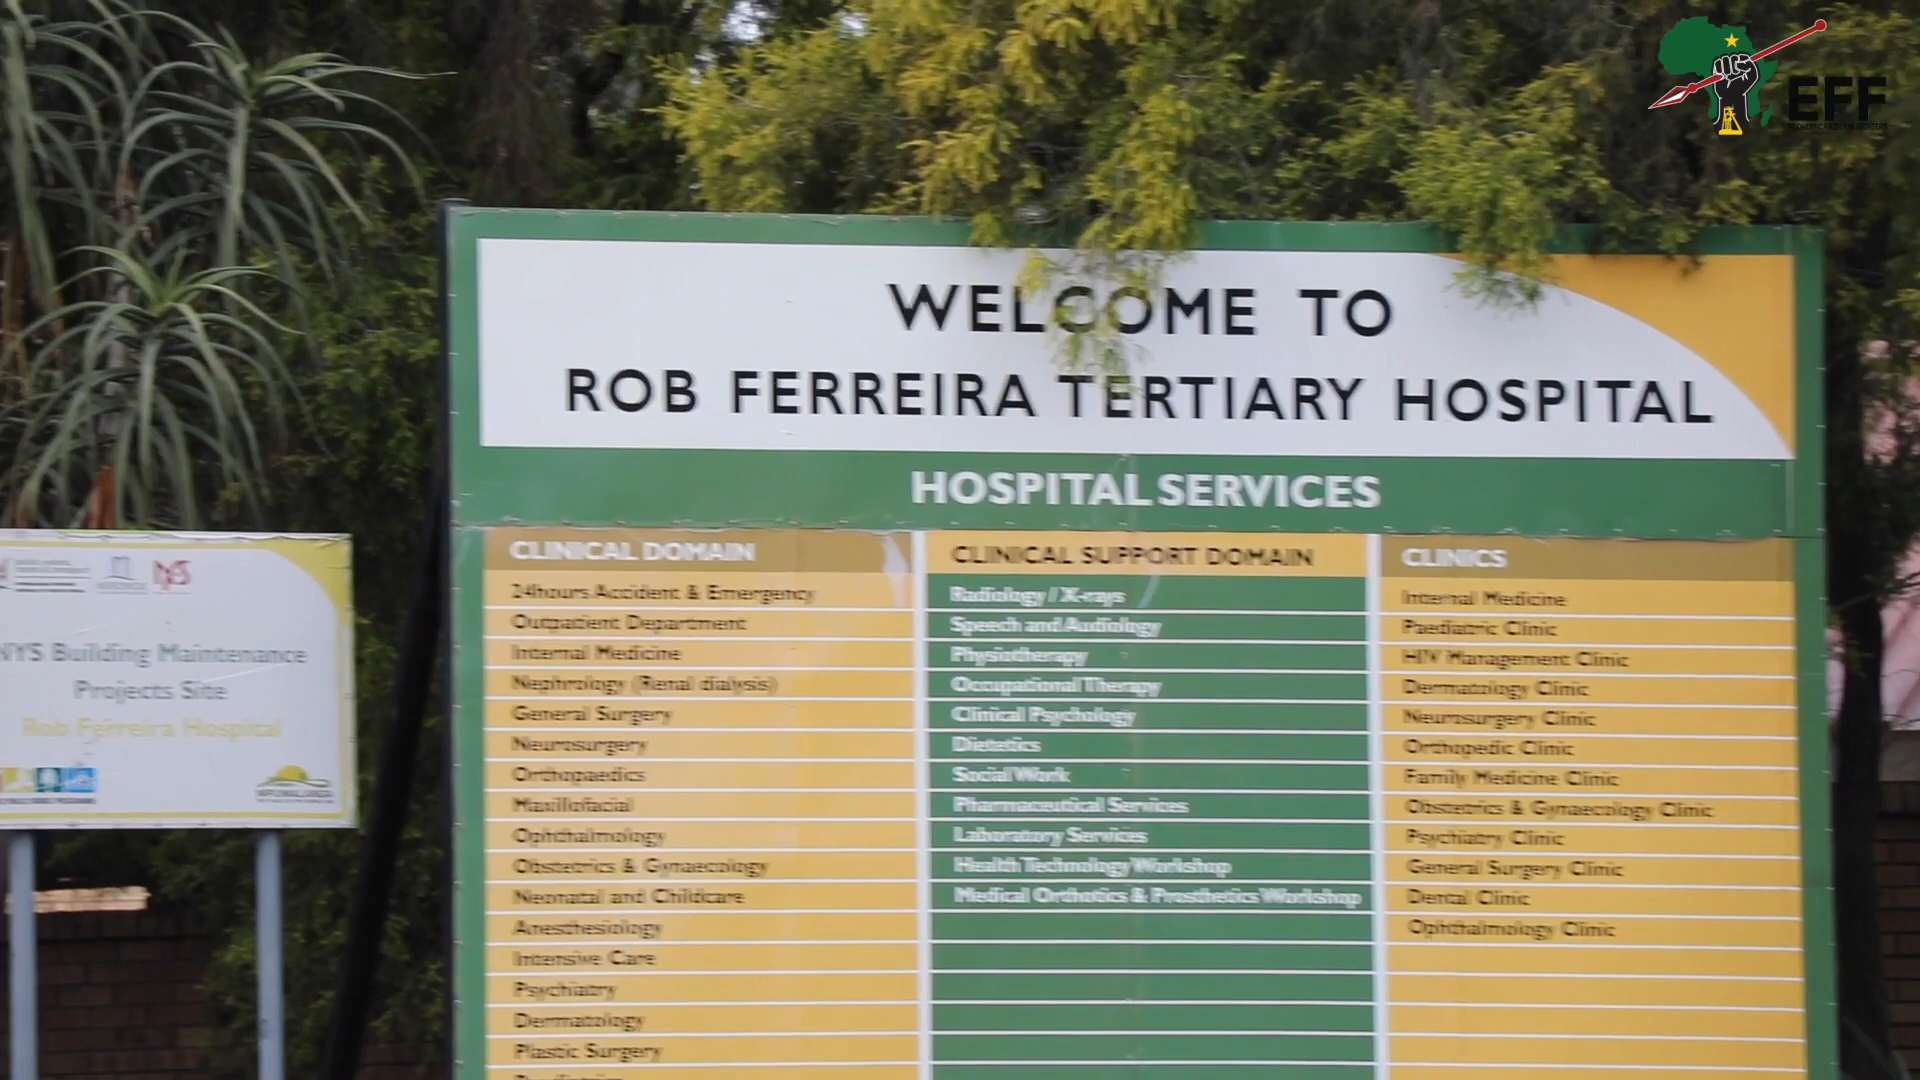 EFF
WELCOME TO
ROB FERREIRA TERTIARY HOSPITAL
HOSPITAL SERVICES
CLINICAL DOMAIN
24hours Accident & Emergency
Outpatient Department
Internal Medicine
Nephrology (Renal dialysis)
General Surgery
Neurosurgery
Orthopaedics
Maxillofacial
Ophthalmology
Obstetrics & Gynaecology
Neonatal and Childcare
Anesthesiology
Intensive Care
Psychiatry
Dermatology
Plastic Surgery
CLINICAL SUPPORT DOMAIN
Radiology / X-rays
Speech and Audiology
Physiotherapy
Occupational Therapy
Clinical Psychology
Dietetics
Social Work
Pharmaceutical Services
Laboratory Services
Health Technology Workshop
Medical Orthotics & Prosthetics Workshop
CLINICS
Internal Medicine
Paediatric Clinic
HIV Management Clinic
Dermatology Clinic
Neurosurgery Clinic
Orthopedic Clinic
Family Medicine Clinic
Obstetrics & Gynaecology Clinic
Psychiatry Clinic
General Surgery Clinic
Dental Clinic
Ophthalmology Clinic
NYS
NYS Building Maintenance
Projects Site
Rob Ferreira Hospital
MPUMALANGA